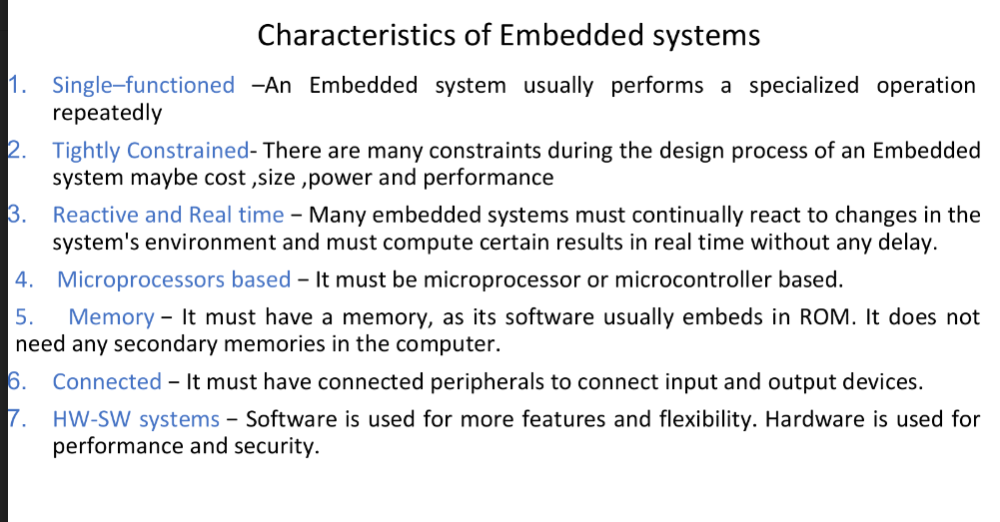 Characteristics of Embedded systems
1. Single–functioned –An Embedded system usually performs a specialized operation
repeatedly
2. Tightly Constrained- There are many constraints during the design process of an Embedded
system maybe cost ,size ,power and performance
3. Reactive and Real time − Many embedded systems must continually react to changes in the
system's environment and must compute certain results in real time without any delay.
4. Microprocessors based − It must be microprocessor or microcontroller based.
5. Memory − It must have a memory, as its software usually embeds in ROM. It does not
need any secondary memories in the computer.
6. Connected − It must have connected peripherals to connect input and output devices.
7. HW-SW systems − Software is used for more features and flexibility. Hardware is used for
performance and security.